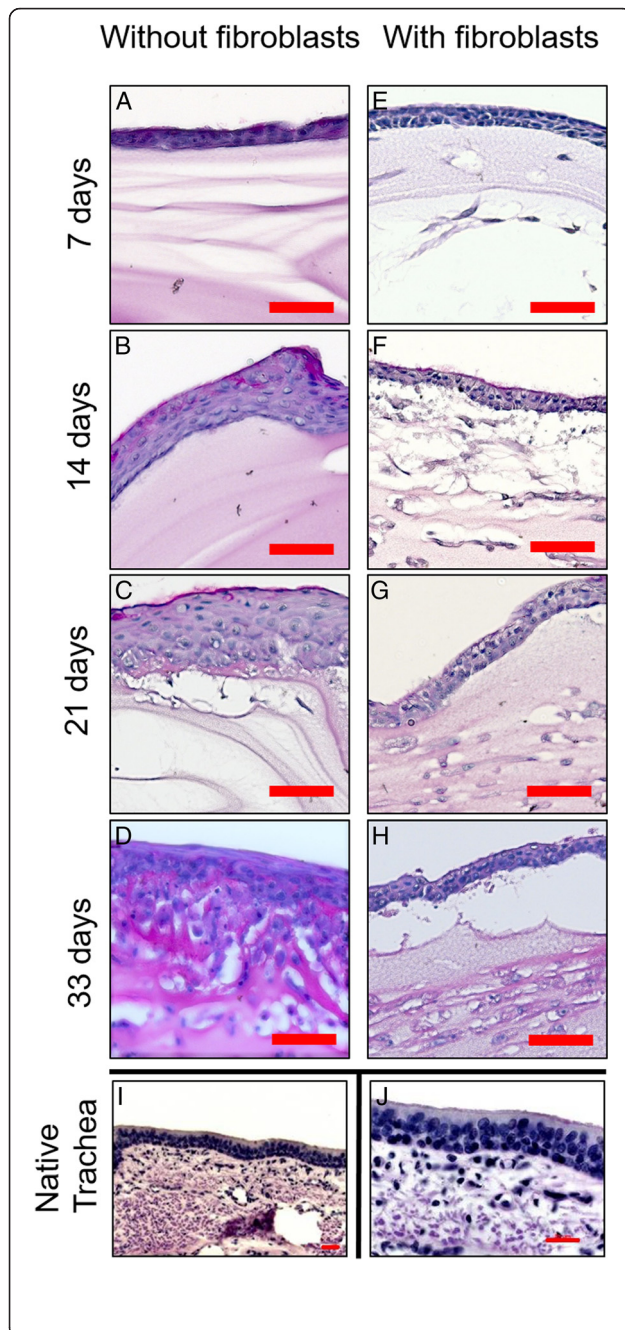 Without fibroblasts With fibroblasts
7 days
A
E
14 days
B
F
21 days
C
G
33 days
D
H
Native
Trachea
I
J